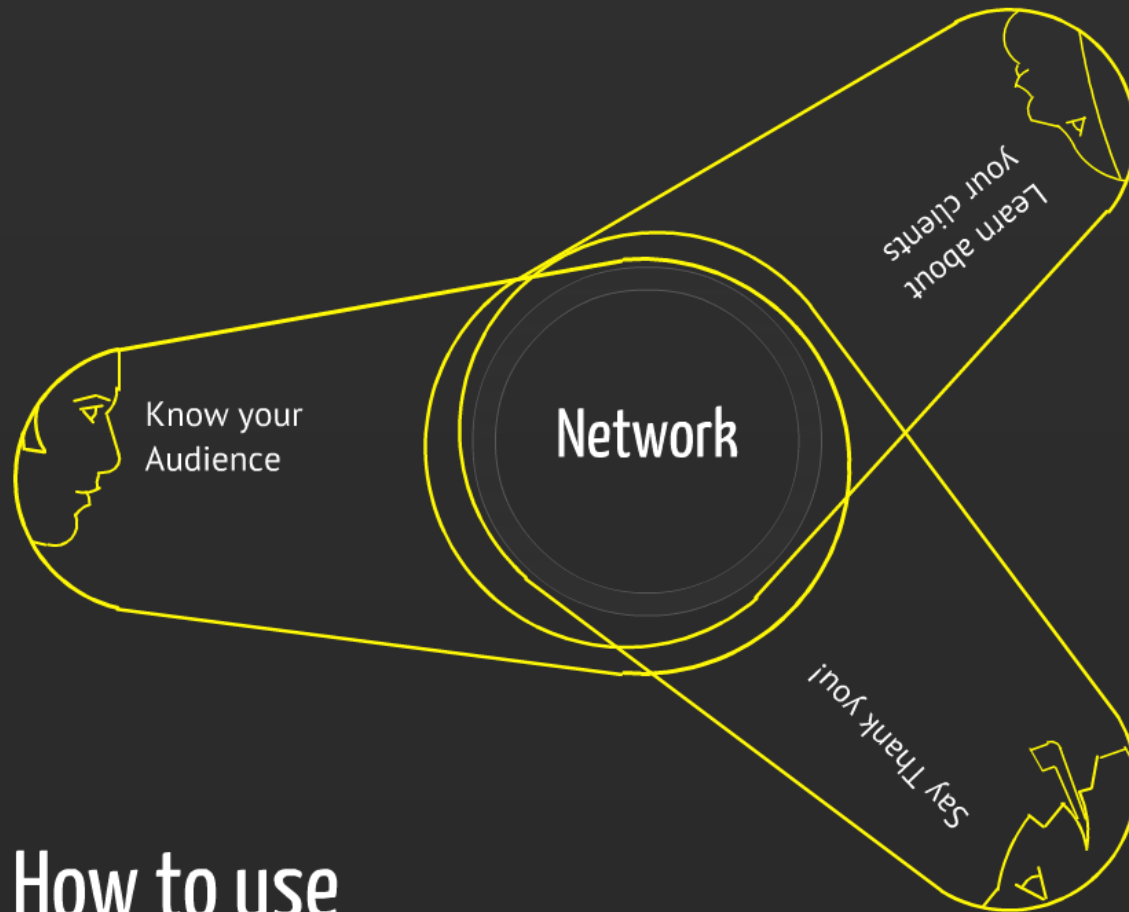 Learn about
your clients
Know your
Audience
Network
Say Thank you!
How to use